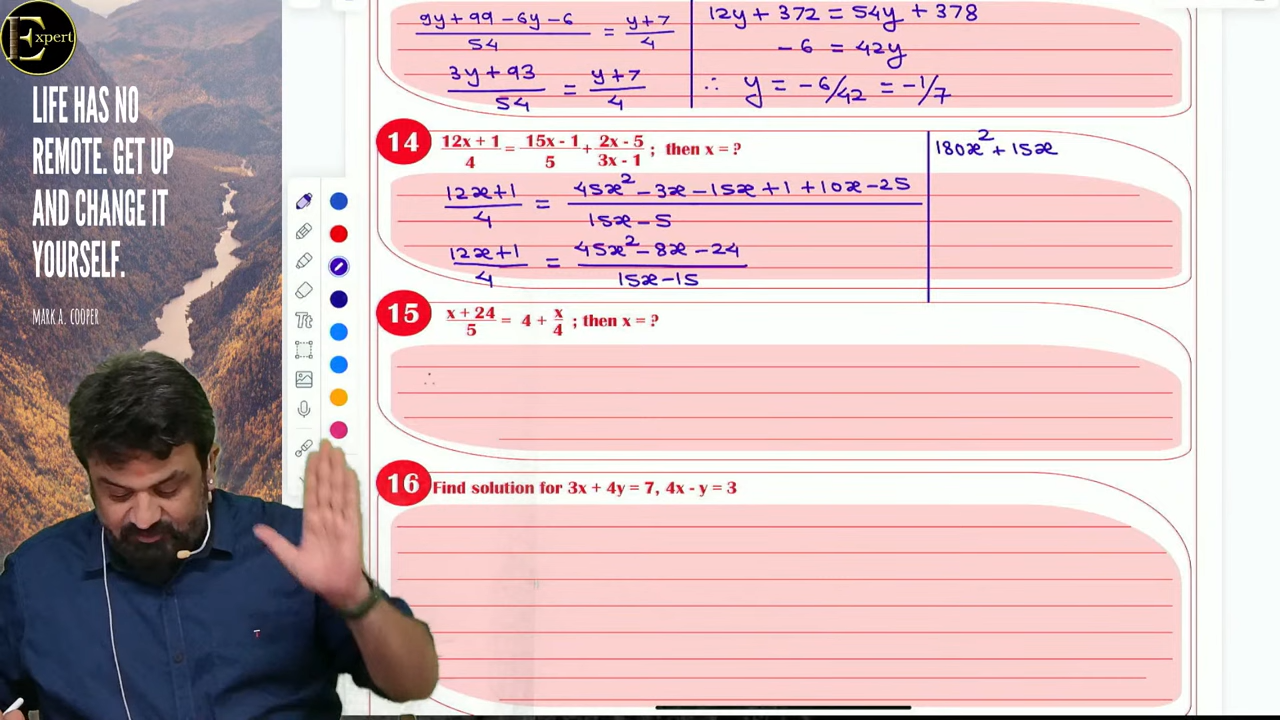 Expert
LIFE HAS NO
REMOTE. GET UP
AND CHANGE IT
YOURSELF.
MARK A. COOPER
Tt
(9y + 99 - 6y - 6)/54 = (y+7)/4
(3y + 93)/54 = (y+7)/4
12y + 372 = 54y + 378
-6 = 42y
∴ y = -6/42 = -1/7
14 (12x + 1)/4 = (15x - 1)/5 + (2x - 5)/(3x - 1) ; then x = ?
(12x+1)/4 = (45x² - 3x - 15x + 1 + 10x - 25)/(15x - 5)
(12x+1)/4 = (45x² - 8x - 24)/(15x - 15)
180x² + 15x
15 (x + 24)/5 = 4 + x/4 ; then x = ?
∴
16 Find solution for 3x + 4y = 7, 4x - y = 3